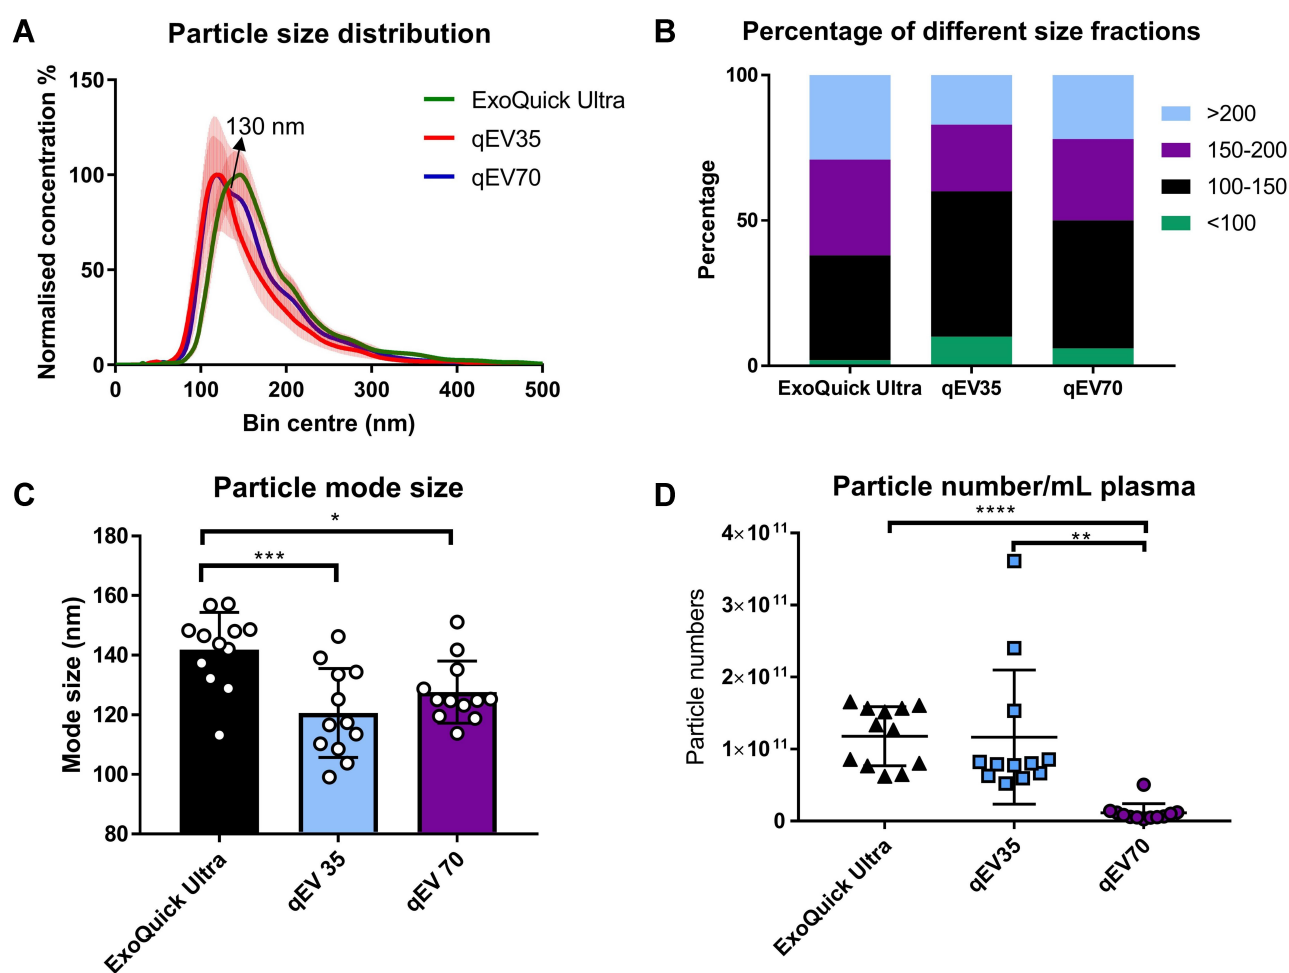 A
Particle size distribution
Normalised concentration %
150
100
50
0
0 100 200 300 400 500
Bin centre (nm)
130 nm
ExoQuick Ultra
qEV35
qEV70
B
Percentage of different size fractions
Percentage
100
50
0
ExoQuick Ultra qEV35 qEV70
>200
150-200
100-150
<100
C
Particle mode size
Mode size (nm)
180
160
140
120
100
80
*
***
ExoQuick Ultra
qEV 35
qEV 70
D
Particle number/mL plasma
Particle numbers
4×10¹¹
3×10¹¹
2×10¹¹
1×10¹¹
0
****
**
ExoQuick Ultra
qEV35
qEV70